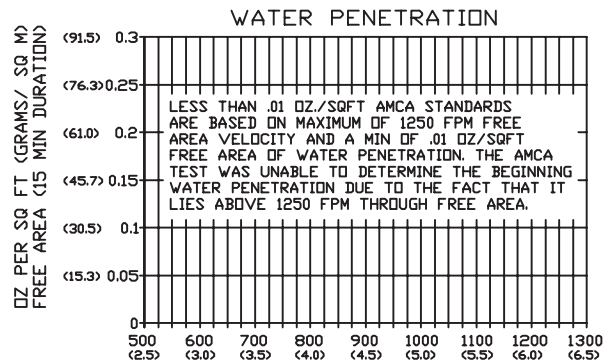 WATER PENETRATION
OZ PER SQ FT (GRAMS/ SQ M)
FREE AREA (15 MIN DURATION)
(91.5) 0.3
(76.3) 0.25
(61.0) 0.2
(45.7) 0.15
(30.5) 0.1
(15.3) 0.05
0
LESS THAN .01 OZ./SQFT AMCA STANDARDS
ARE BASED ON MAXIMUM OF 1250 FPM FREE
AREA VELOCITY AND A MIN OF .01 OZ/SQFT
FREE AREA OF WATER PENETRATION. THE AMCA
TEST WAS UNABLE TO DETERMINE THE BEGINNING
WATER PENETRATION DUE TO THE FACT THAT IT
LIES ABOVE 1250 FPM THROUGH FREE AREA.
500 600 700 800 900 1000 1100 1200 1300
(2.5) (3.0) (3.5) (4.0) (4.5) (5.0) (5.5) (6.0) (6.5)